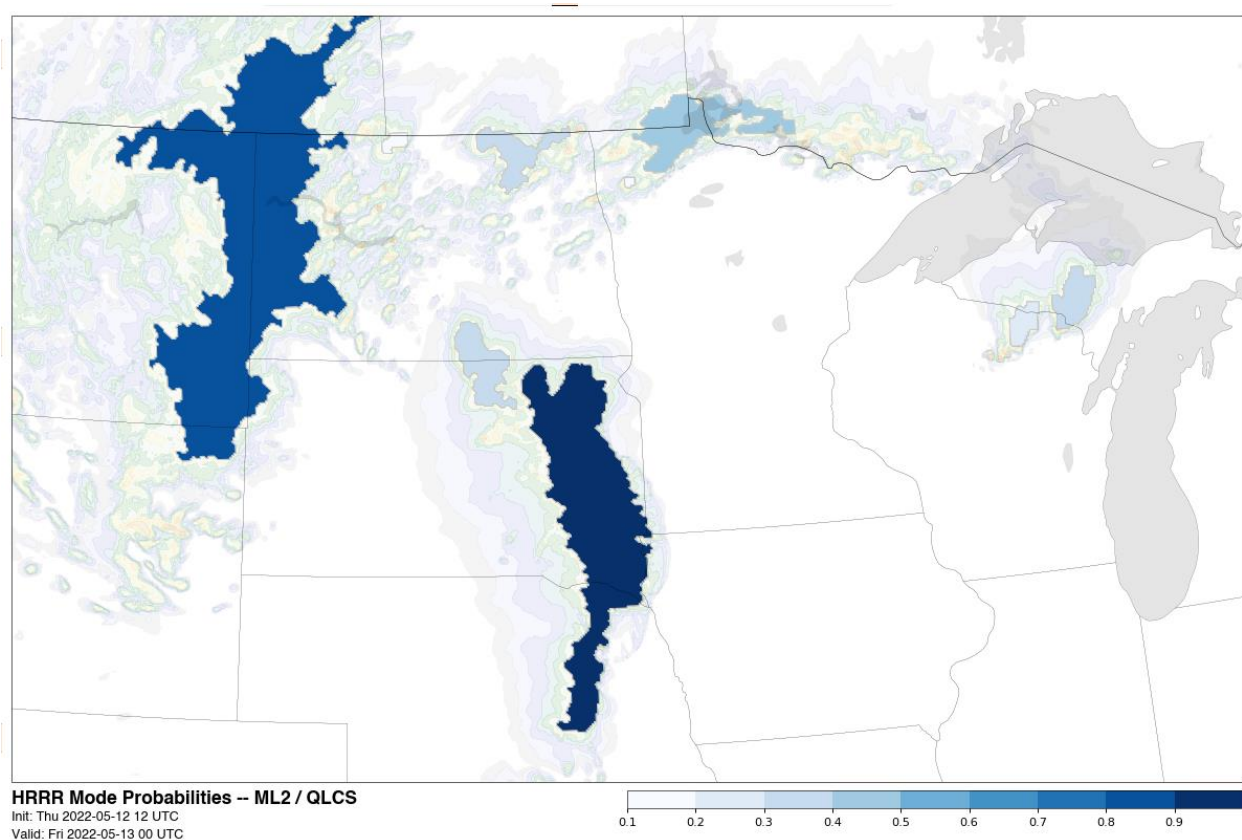 HRRR Mode Probabilities -- ML2 / QLCS
Init: Thu 2022-05-12 12 UTC
Valid: Fri 2022-05-13 00 UTC
0.1 0.2 0.3 0.4 0.5 0.6 0.7 0.8 0.9